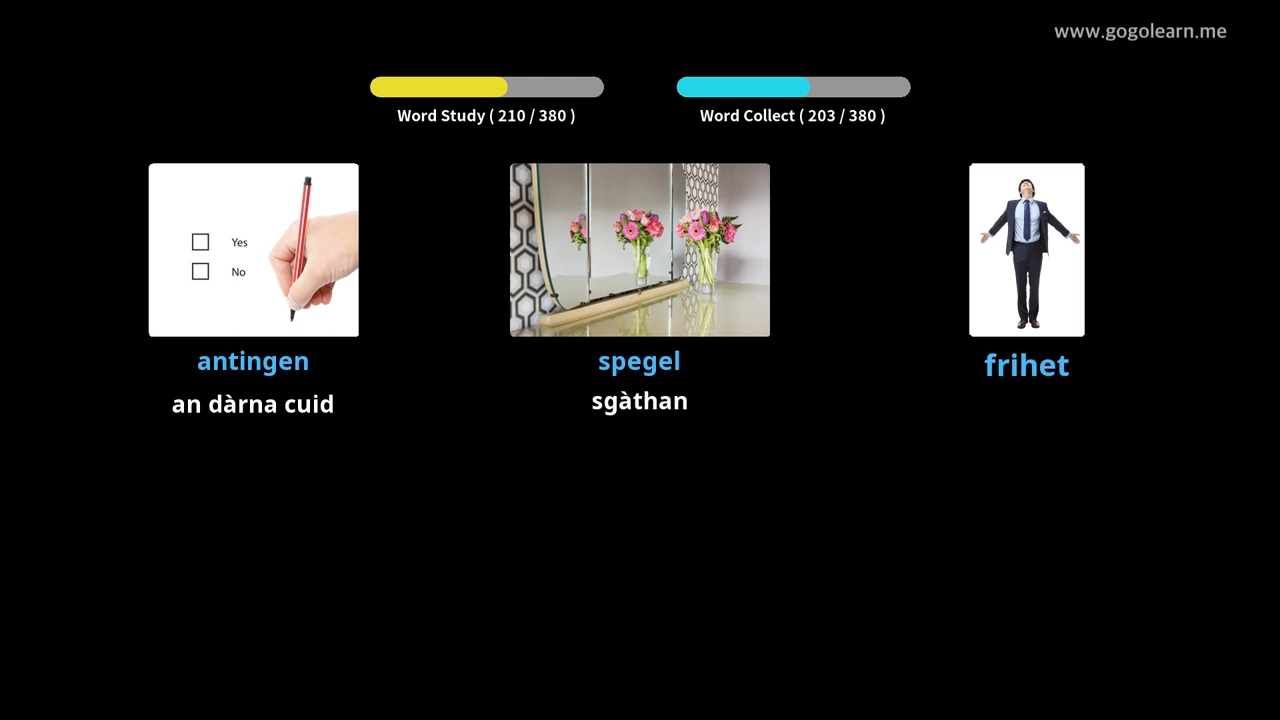 www.gogolearn.me
Word Study ( 210 / 380 )
Word Collect ( 203 / 380 )
Yes
No
antingen
an dàrna cuid
spegel
sgàthan
frihet